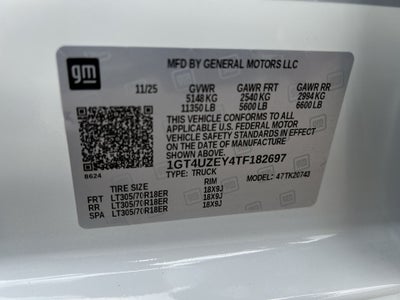 gm
MFD BY GENERAL MOTORS LLC
11/25 GVWR GAWR FRT GAWR RR
5148 KG 2540 KG 2994 KG
11350 LB 5600 LB 6600 LB
THIS VEHICLE CONFORMS TO ALL
APPLICABLE U.S. FEDERAL MOTOR
VEHICLE SAFETY STANDARDS IN EFFECT
ON THE DATE OF MANUFACTURE
SHOWN ABOVE.
1GT4UZEY4TF182697
8624 TYPE: TRUCK MODEL: 47TK20743
TIRE SIZE RIM
FRT LT305/70R18ER 18X9J
RR LT305/70R18ER 18X9J
SPA LT305/70R18ER 18X9J